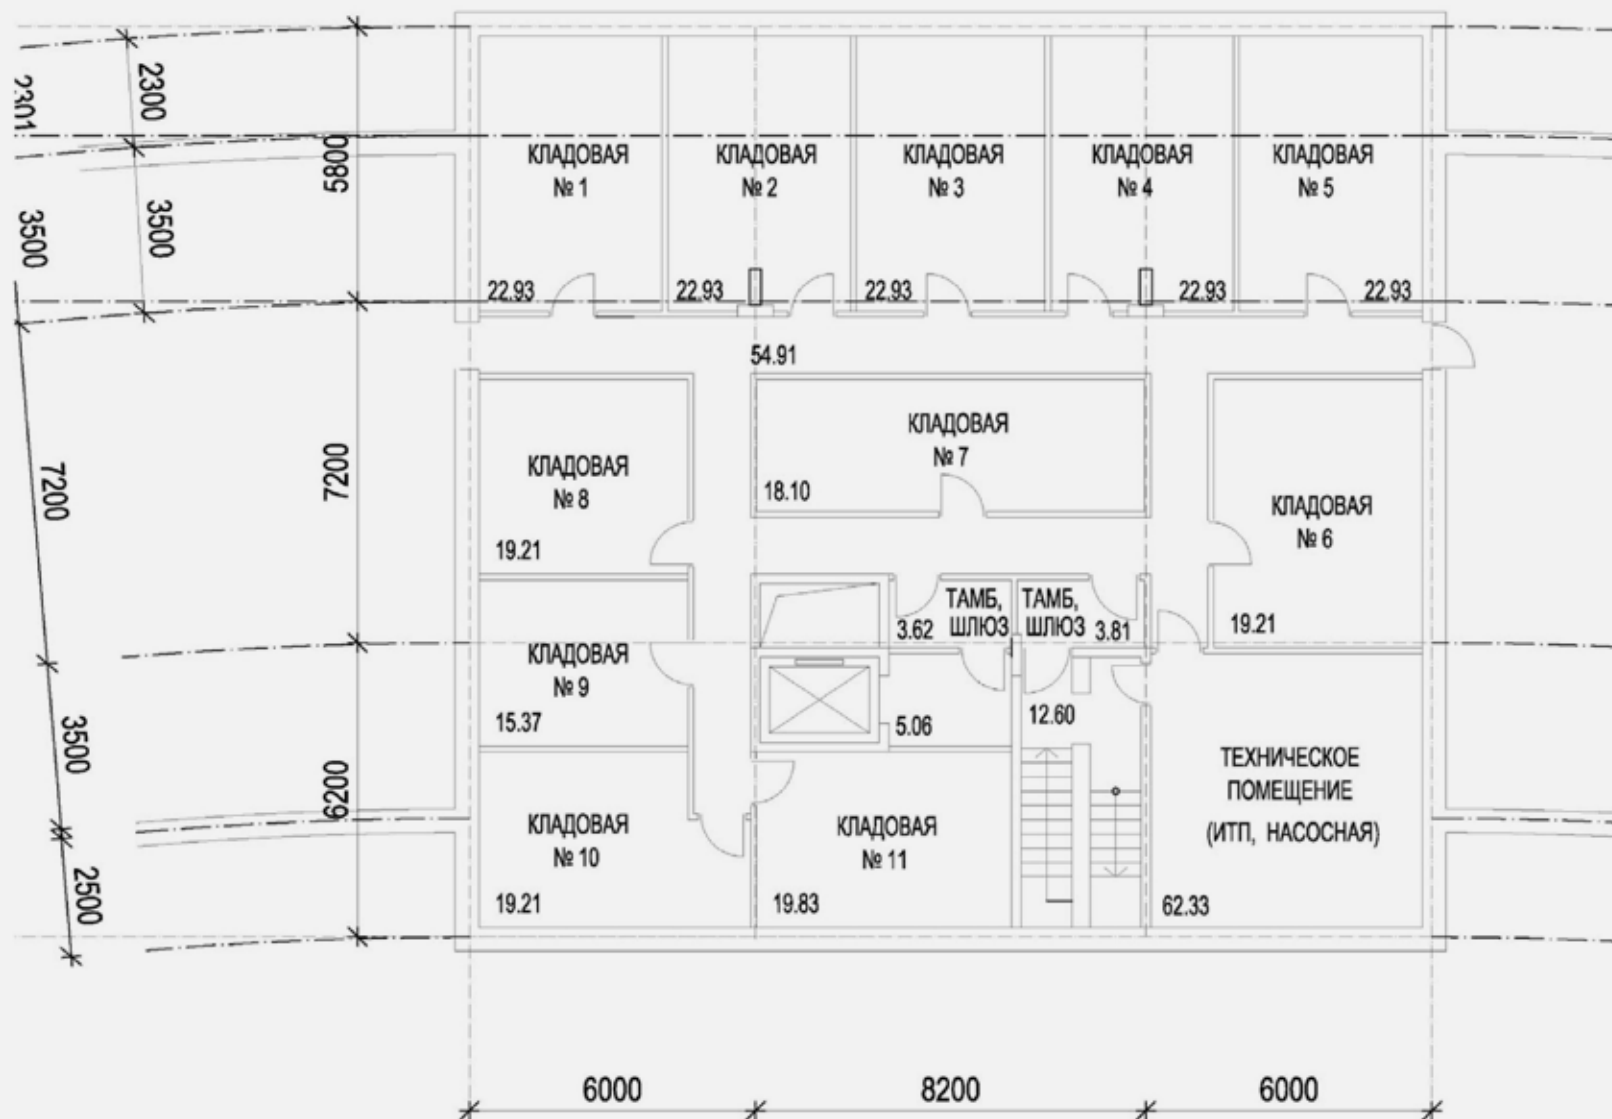 2300
2301
5800
КЛАДОВАЯ
№ 1
КЛАДОВАЯ
№ 2
КЛАДОВАЯ
№ 3
КЛАДОВАЯ
№ 4
КЛАДОВАЯ
№ 5
3500
3500
22.93
22.93
22.93
22.93
22.93
54.91
7200
7200
КЛАДОВАЯ
№ 8
19.21
КЛАДОВАЯ
№ 7
18.10
КЛАДОВАЯ
№ 6
19.21
ТАМБ,
ШЛЮЗ
3.62
ТАМБ,
ШЛЮЗ
3.81
КЛАДОВАЯ
№ 9
15.37
5.06
12.60
3500
6200
ТЕХНИЧЕСКОЕ
ПОМЕЩЕНИЕ
(ИТП, НАСОСНАЯ)
62.33
КЛАДОВАЯ
№ 10
19.21
КЛАДОВАЯ
№ 11
19.83
2500
6000
8200
6000